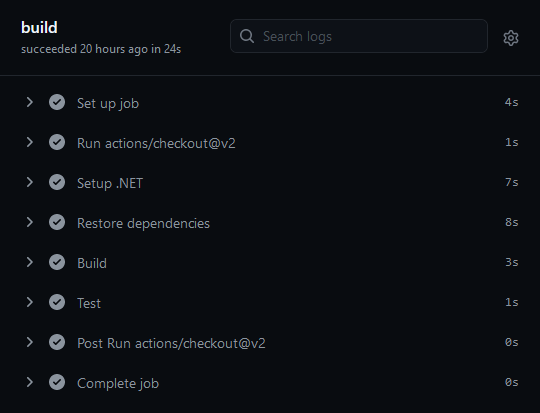 build
succeeded 20 hours ago in 24s
Search logs
Set up job 4s
Run actions/checkout@v2 1s
Setup .NET 7s
Restore dependencies 8s
Build 3s
Test 1s
Post Run actions/checkout@v2 0s
Complete job 0s